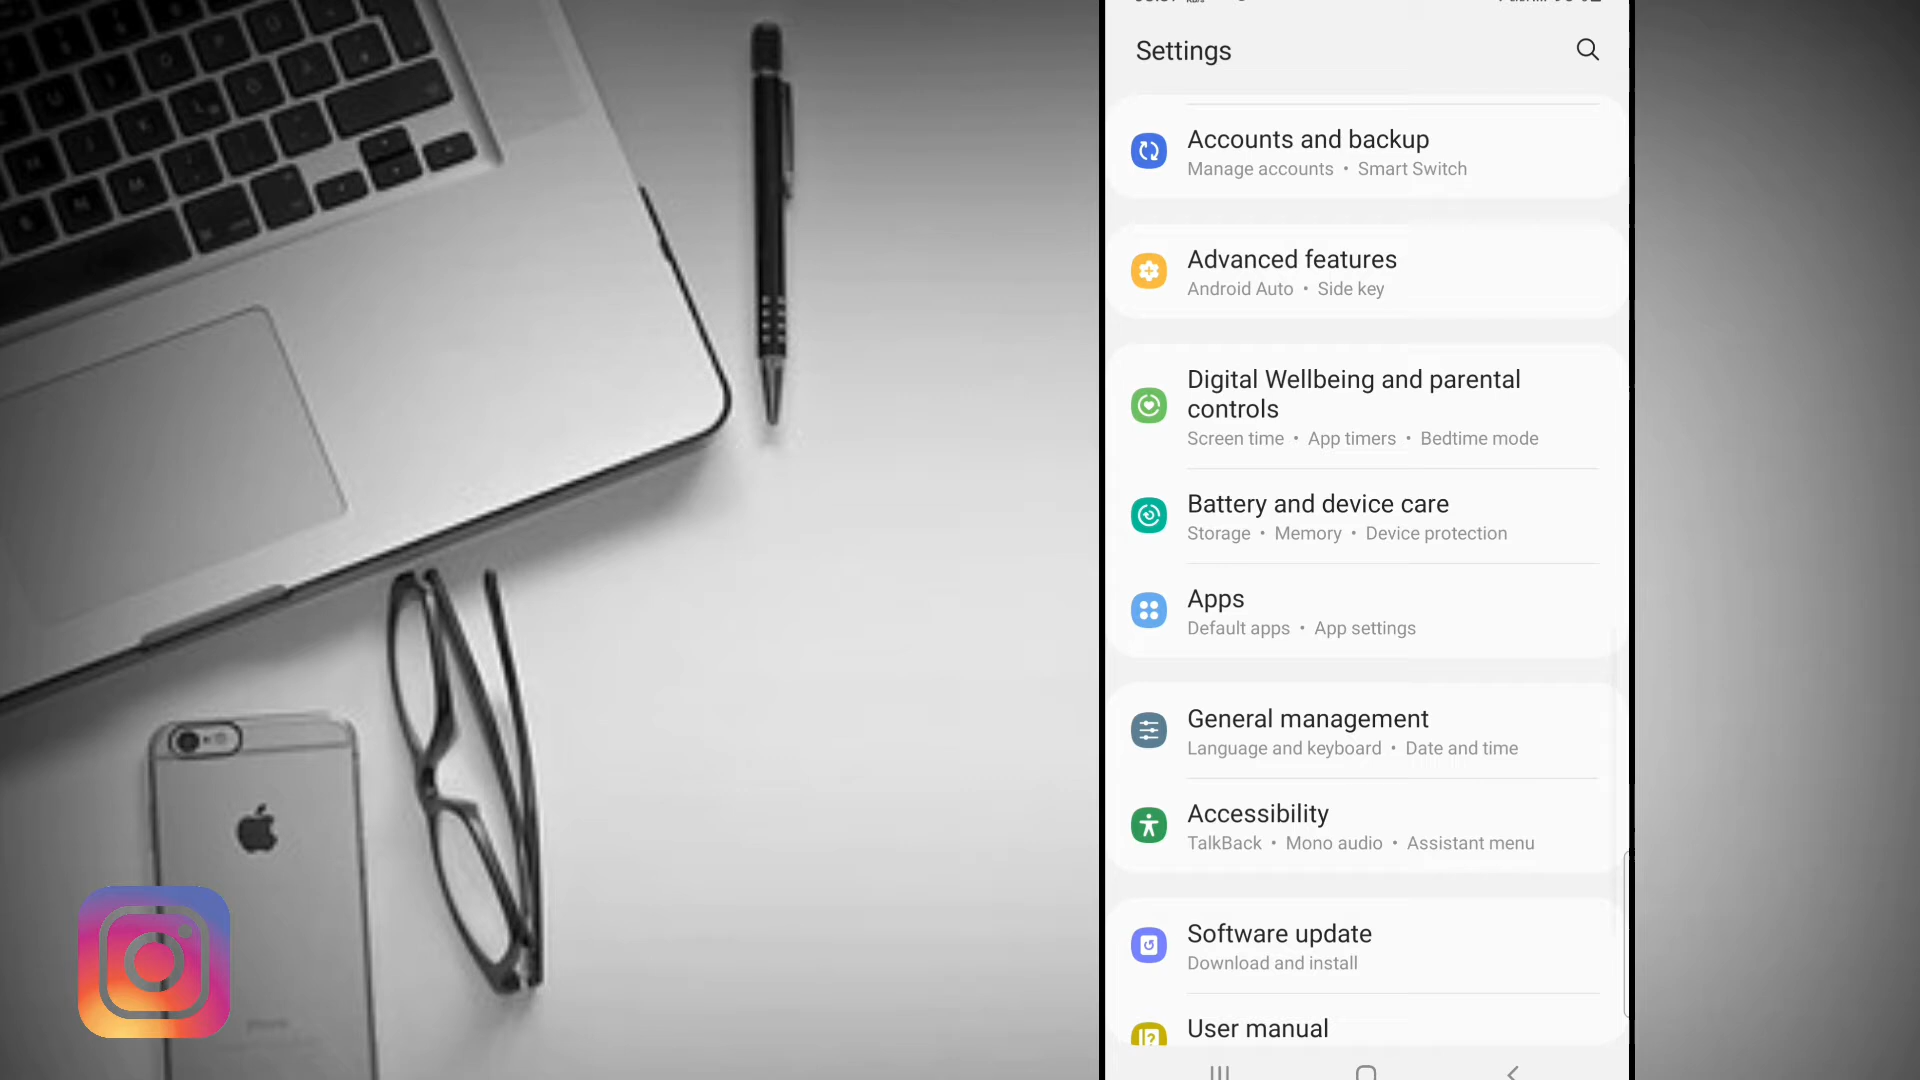 Settings
Accounts and backup
Manage accounts • Smart Switch
Advanced features
Android Auto • Side key
Digital Wellbeing and parental
controls
Screen time • App timers • Bedtime mode
Battery and device care
Storage • Memory • Device protection
Apps
Default apps • App settings
General management
Language and keyboard • Date and time
Accessibility
TalkBack • Mono audio • Assistant menu
Software update
Download and install
User manual